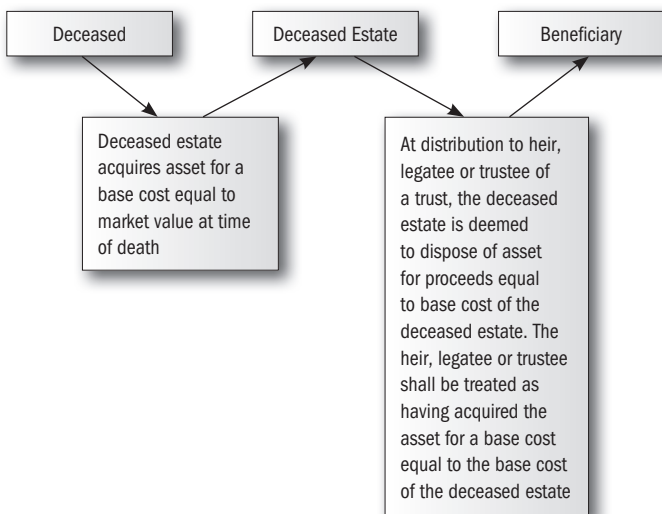 Deceased
Deceased Estate
Beneficiary
Deceased estate
acquires asset for a
base cost equal to
market value at time
of death
At distribution to heir,
legatee or trustee of
a trust, the deceased
estate is deemed
to dispose of asset
for proceeds equal
to base cost of the
deceased estate. The
heir, legatee or trustee
shall be treated as
having acquired the
asset for a base cost
equal to the base cost
of the deceased estate